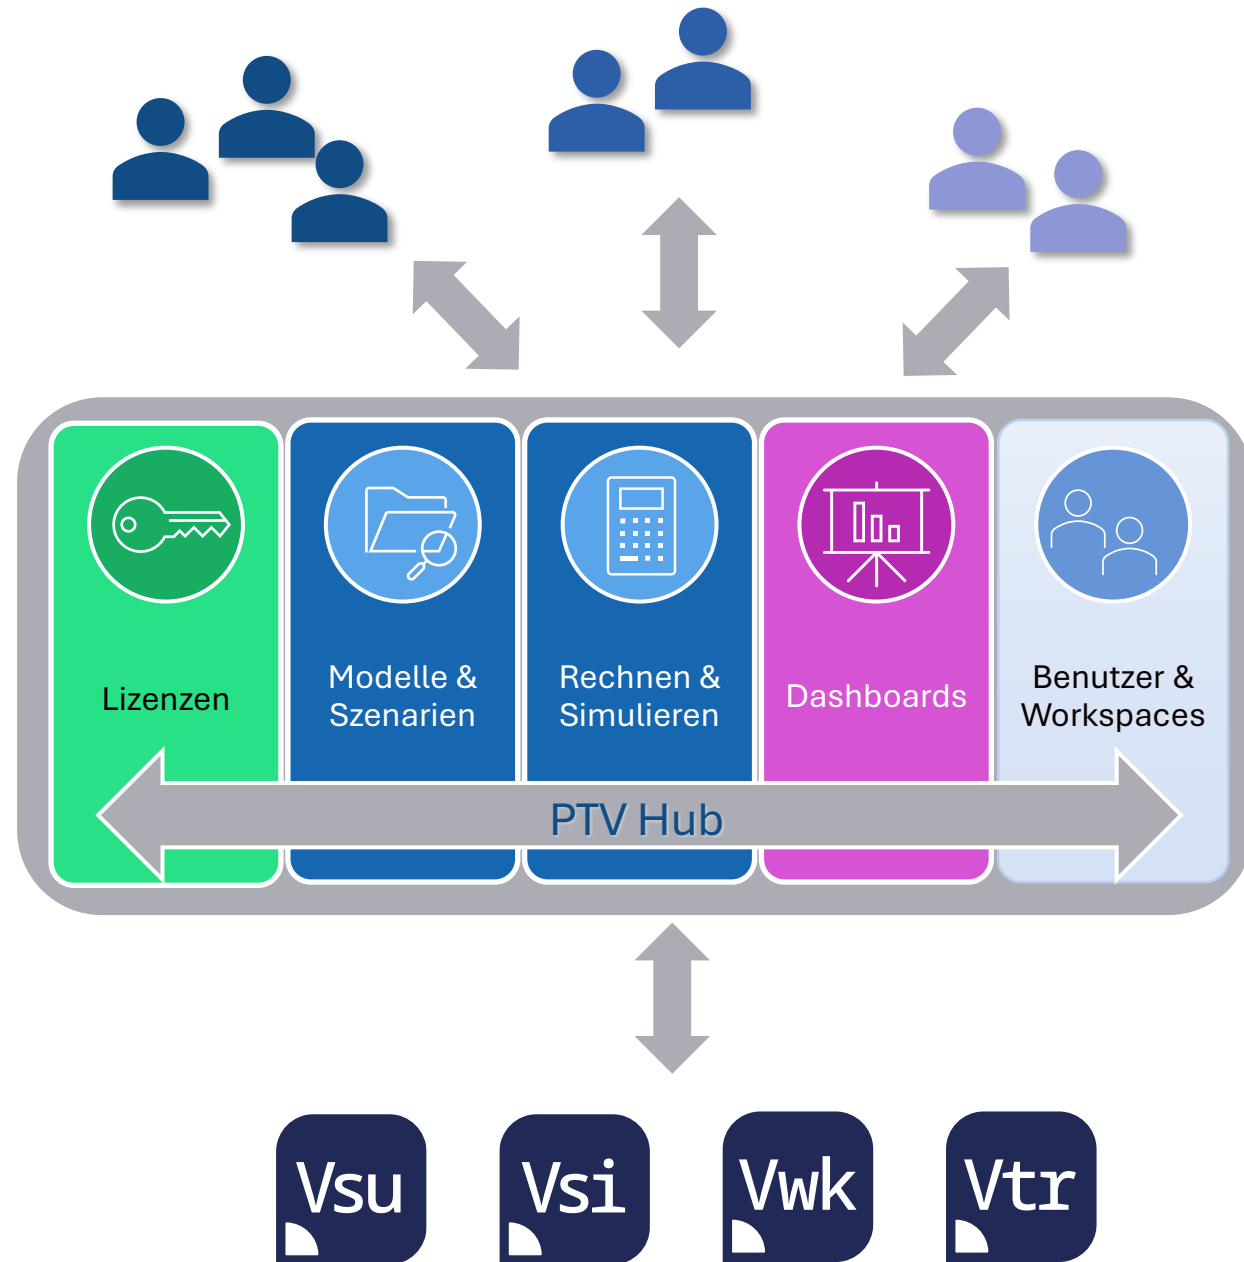 Lizenzen
Modelle &
Szenarien
Rechnen &
Simulieren
Dashboards
Benutzer &
Workspaces
PTV Hub
Vsu
Vsi
Vwk
Vtr